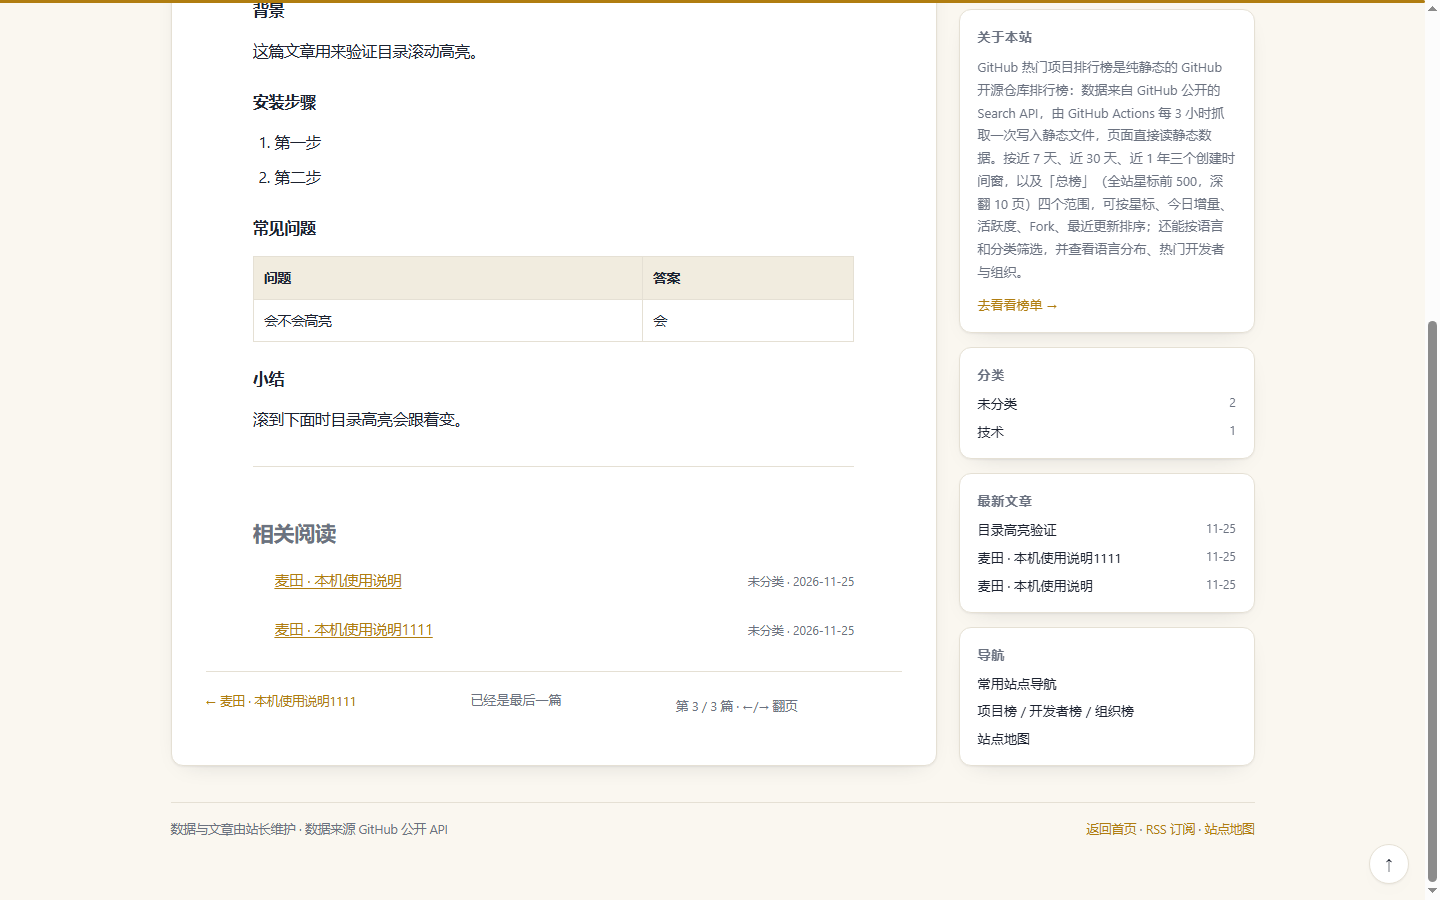 背景
这篇文章用来验证目录滚动高亮。
安装步骤
1. 第一步
2. 第二步
常见问题
问题 答案
会不会高亮 会
小结
滚到下面时目录高亮会跟着变。
相关阅读
麦田 · 本机使用说明 未分类 · 2026-11-25
麦田 · 本机使用说明1111 未分类 · 2026-11-25
← 麦田 · 本机使用说明1111 已经是最后一篇 第 3 / 3 篇 · ←/→ 翻页
关于本站
GitHub 热门项目排行榜是纯静态的 GitHub
开源仓库排行榜：数据来自 GitHub 公开的
Search API，由 GitHub Actions 每 3 小时抓
取一次写入静态文件，页面直接读静态数
据。按近 7 天、近 30 天、近 1 年三个创建时
间窗，以及「总榜」（全站星标前 500，深
翻 10 页）四个范围，可按星标、今日增量、
活跃度、Fork、最近更新排序；还能按语言
和分类筛选，并查看语言分布、热门开发者
与组织。
去看看榜单 →
分类
未分类 2
技术 1
最新文章
目录高亮验证 11-25
麦田 · 本机使用说明1111 11-25
麦田 · 本机使用说明 11-25
导航
常用站点导航
项目榜 / 开发者榜 / 组织榜
站点地图
数据与文章由站长维护 · 数据来源 GitHub 公开 API
返回首页 · RSS 订阅 · 站点地图
↑